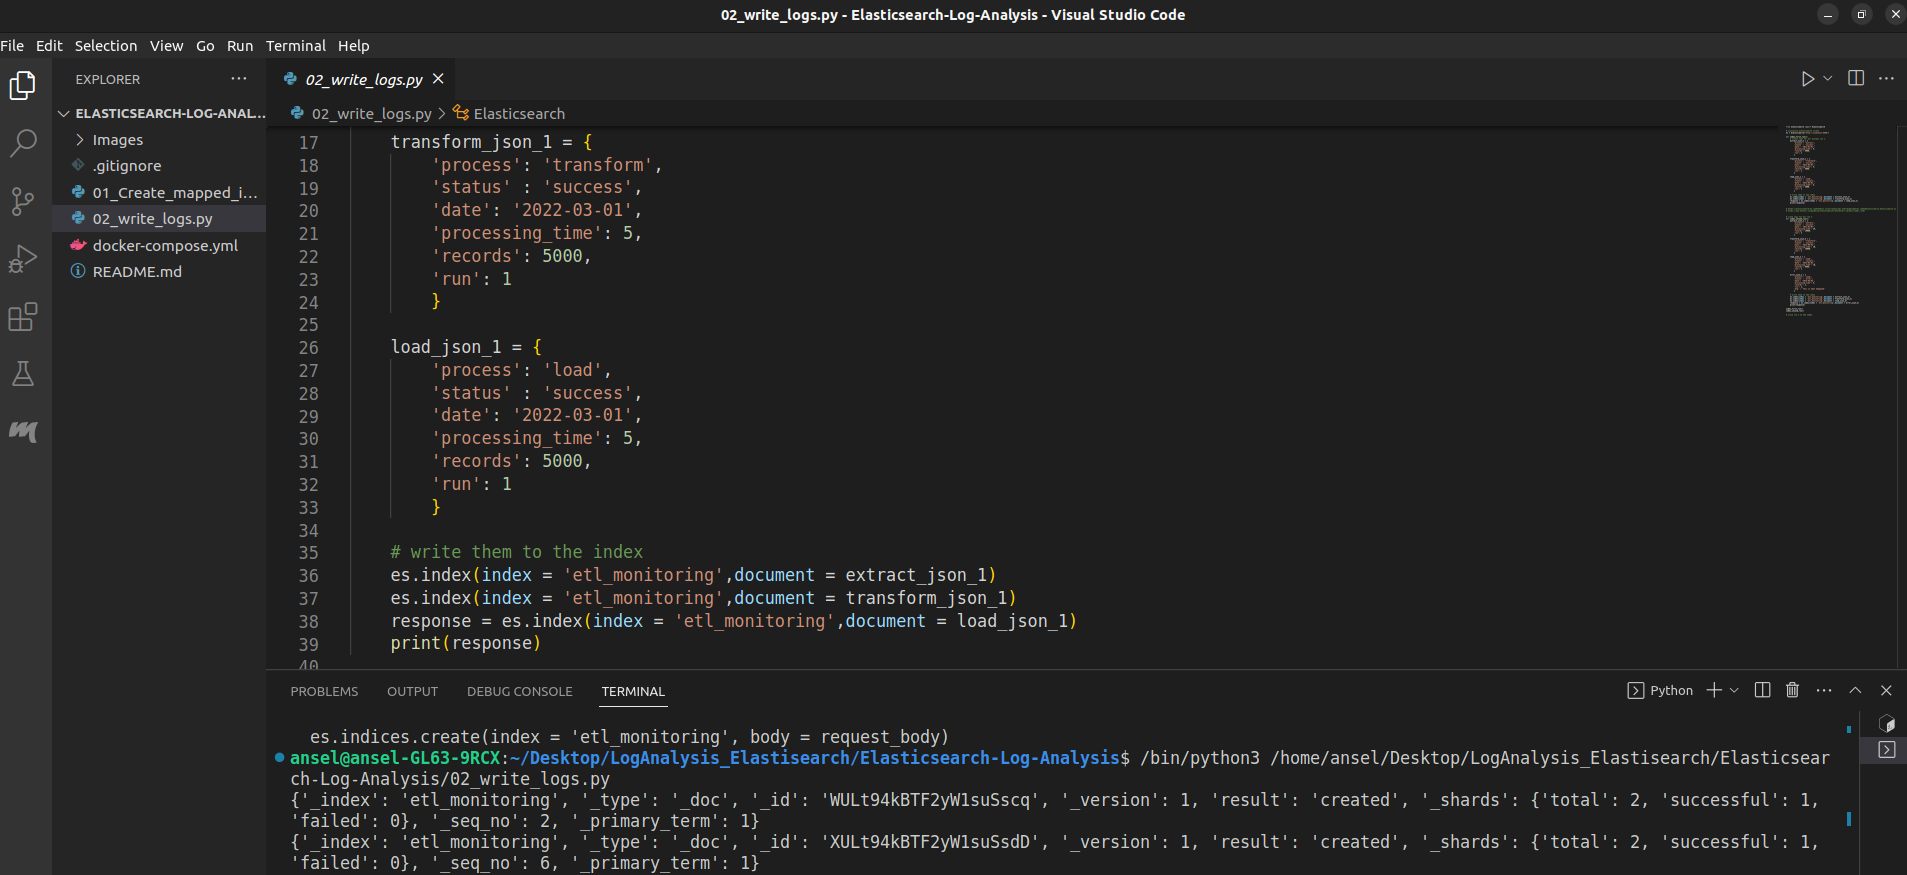 02_write_logs.py - Elasticsearch-Log-Analysis - Visual Studio Code
File Edit Selection View Go Run Terminal Help
EXPLORER
ELASTICSEARCH-LOG-ANAL...
Images
.gitignore
01_Create_mapped_i...
02_write_logs.py
docker-compose.yml
README.md
02_write_logs.py
02_write_logs.py > Elasticsearch
17 transform_json_1 = {
18 'process': 'transform',
19 'status' : 'success',
20 'date': '2022-03-01',
21 'processing_time': 5,
22 'records': 5000,
23 'run': 1
24 }
25
26 load_json_1 = {
27 'process': 'load',
28 'status' : 'success',
29 'date': '2022-03-01',
30 'processing_time': 5,
31 'records': 5000,
32 'run': 1
33 }
34
35 # write them to the index
36 es.index(index = 'etl_monitoring',document = extract_json_1)
37 es.index(index = 'etl_monitoring',document = transform_json_1)
38 response = es.index(index = 'etl_monitoring',document = load_json_1)
39 print(response)
40
PROBLEMS OUTPUT DEBUG CONSOLE TERMINAL
Python
es.indices.create(index = 'etl_monitoring', body = request_body)
ansel@ansel-GL63-9RCX:~/Desktop/LogAnalysis_Elastisearch/Elasticsearch-Log-Analysis$ /bin/python3 /home/ansel/Desktop/LogAnalysis_Elastisearch/Elasticsear
ch-Log-Analysis/02_write_logs.py
{'_index': 'etl_monitoring', '_type': '_doc', '_id': 'WULt94kBTF2yW1suSscq', '_version': 1, 'result': 'created', '_shards': {'total': 2, 'successful': 1,
'failed': 0}, '_seq_no': 2, '_primary_term': 1}
{'_index': 'etl_monitoring', '_type': '_doc', '_id': 'XULt94kBTF2yW1suSsdD', '_version': 1, 'result': 'created', '_shards': {'total': 2, 'successful': 1,
'failed': 0}, '_seq_no': 6, '_primary_term': 1}